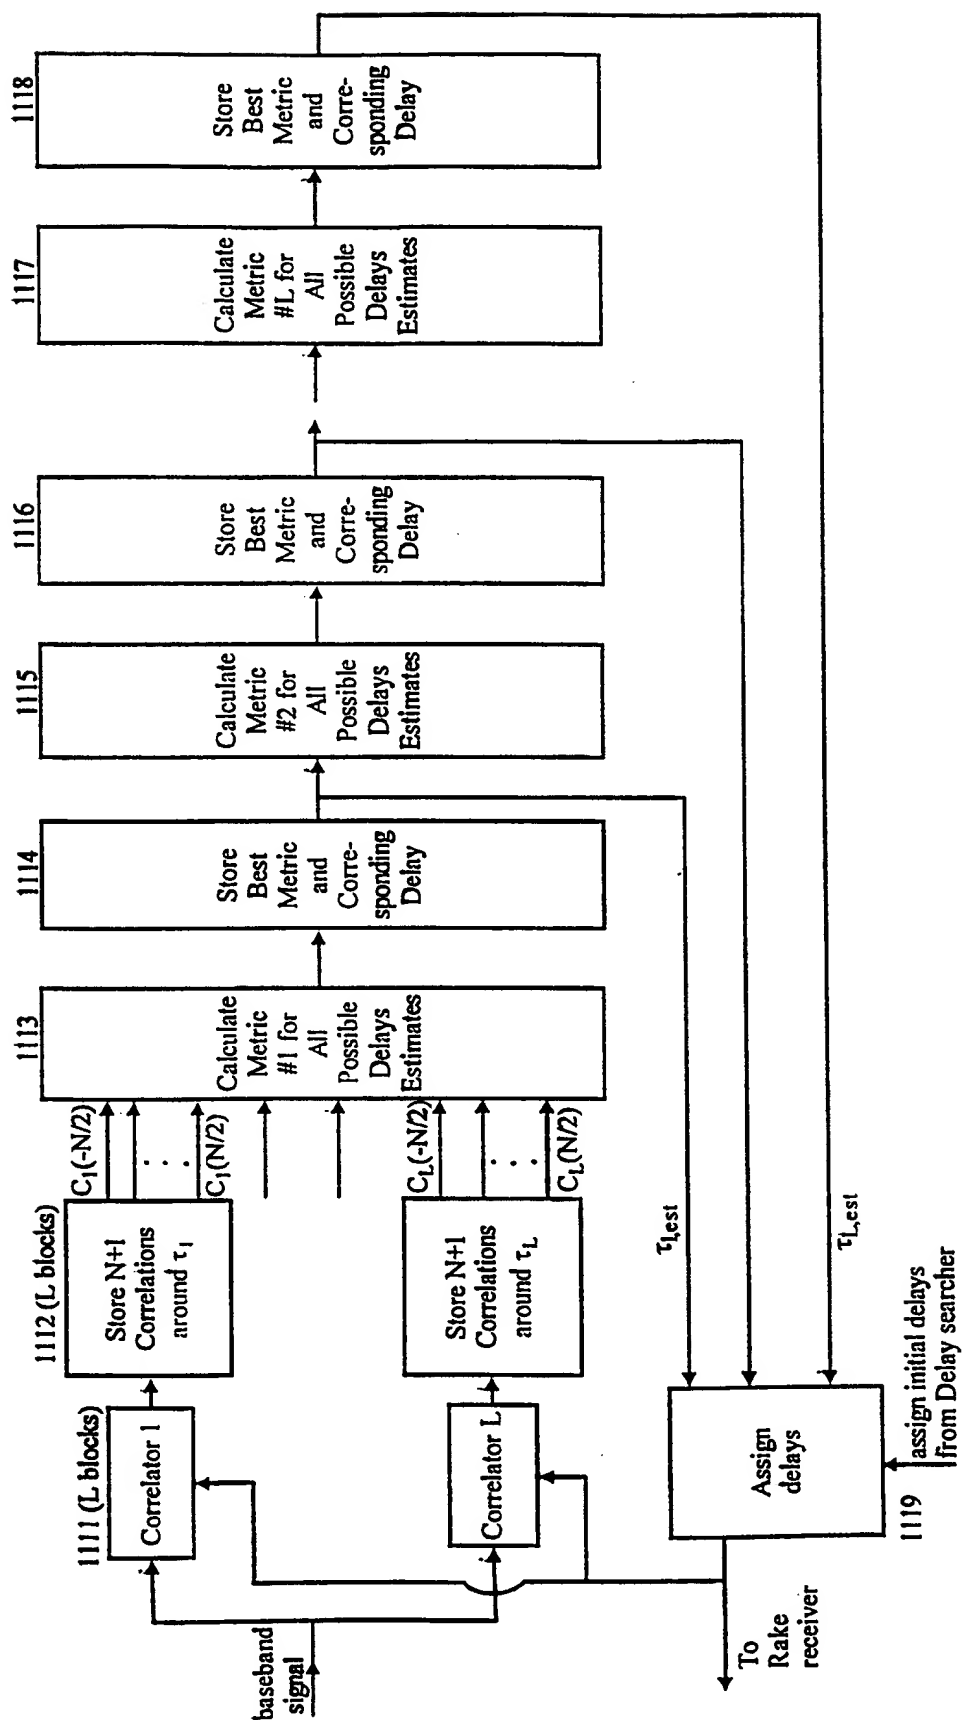 baseband
signal
1111 (L blocks)
Correlator 1
Correlator L
1112 (L blocks)
Store N+1
Correlations
around τ1
Store N+1
Correlations
around τL
C1(-N/2)
. . .
C1(N/2)
CL(-N/2)
. . .
CL(N/2)
1113
Calculate
Metric
#1 for
All
Possible
Delays
Estimates
1114
Store
Best
Metric
and
Corre-
sponding
Delay
1115
Calculate
Metric
#2 for
All
Possible
Delays
Estimates
1116
Store
Best
Metric
and
Corre-
sponding
Delay
1117
Calculate
Metric
#L for
All
Possible
Delays
Estimates
1118
Store
Best
Metric
and
Corre-
sponding
Delay
τ1,est
τL,est
Assign
delays
1119
assign initial delays
from Delay searcher
To
Rake
receiver